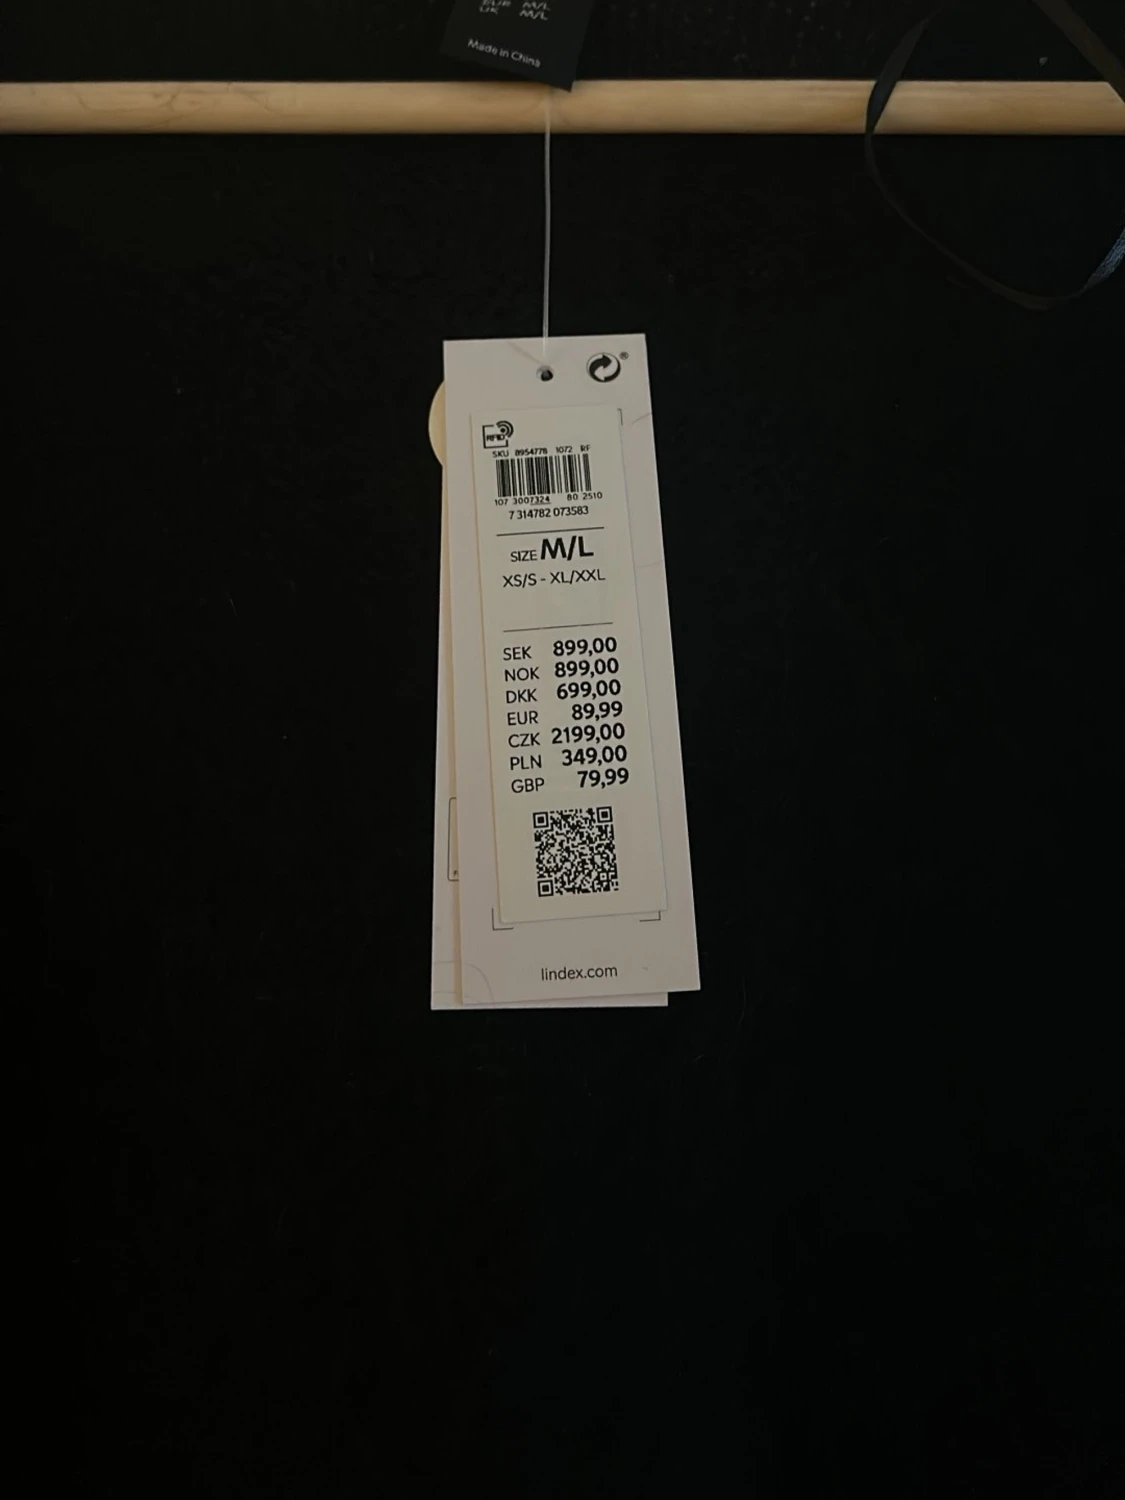 EUR M/L
UK M/L
Made in China
®
RFID
SKU 8954778 1072 RF
107 3007324 80 2510
7 314782 073583
SIZE M/L
XS/S - XL/XXL
SEK 899,00
NOK 899,00
DKK 699,00
EUR 89,99
CZK 2199,00
PLN 349,00
GBP 79,99
lindex.com